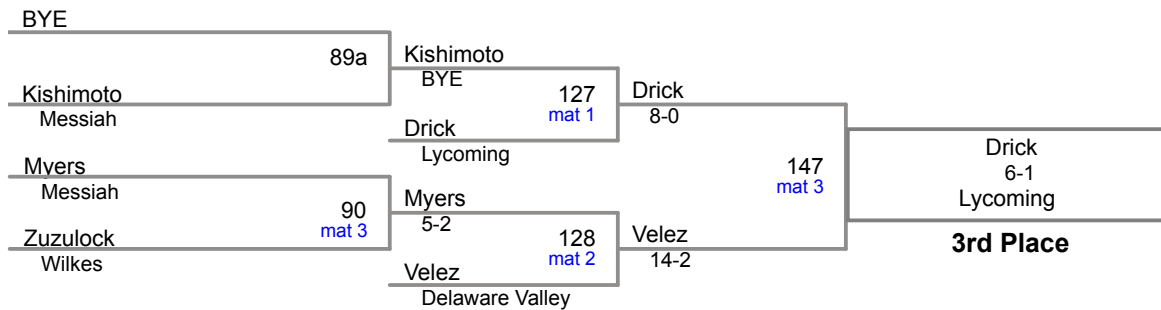 BYE
89a
Kishimoto
Messiah
Myers
Messiah
90
mat 3
Zuzulock
Wilkes
Kishimoto
BYE
127
mat 1
Drick
Lycoming
Myers
5-2
128
mat 2
Velez
Delaware Valley
Drick
8-0
147
mat 3
Velez
14-2
Drick
6-1
Lycoming
3rd Place